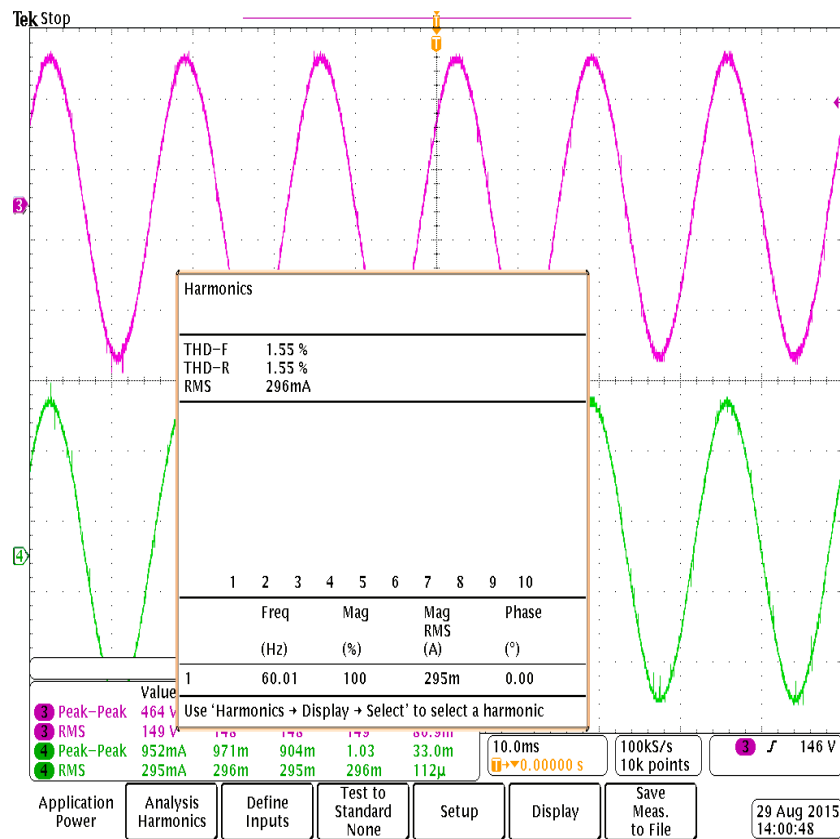 Tek Stop
T
T
3
Harmonics
THD-F 1.55 %
THD-R 1.55 %
RMS 296mA
4
1 2 3 4 5 6 7 8 9 10
Freq Mag Mag Phase
RMS
(Hz) (%) (A) (°)
1 60.01 100 295m 0.00
Use 'Harmonics → Display → Select' to select a harmonic
Value
3 Peak-Peak 464 V
3 RMS 149 V 148 148 149 80.9m
4 Peak-Peak 952mA 971m 904m 1.03 33.0m
4 RMS 295mA 296m 295m 296m 112µ
10.0ms
T→▼0.00000 s
100kS/s
10k points
3 ∫ 146 V
Application
Power
Analysis
Harmonics
Define
Inputs
Test to
Standard
None
Setup
Display
Save
Meas.
to File
29 Aug 2015
14:00:48